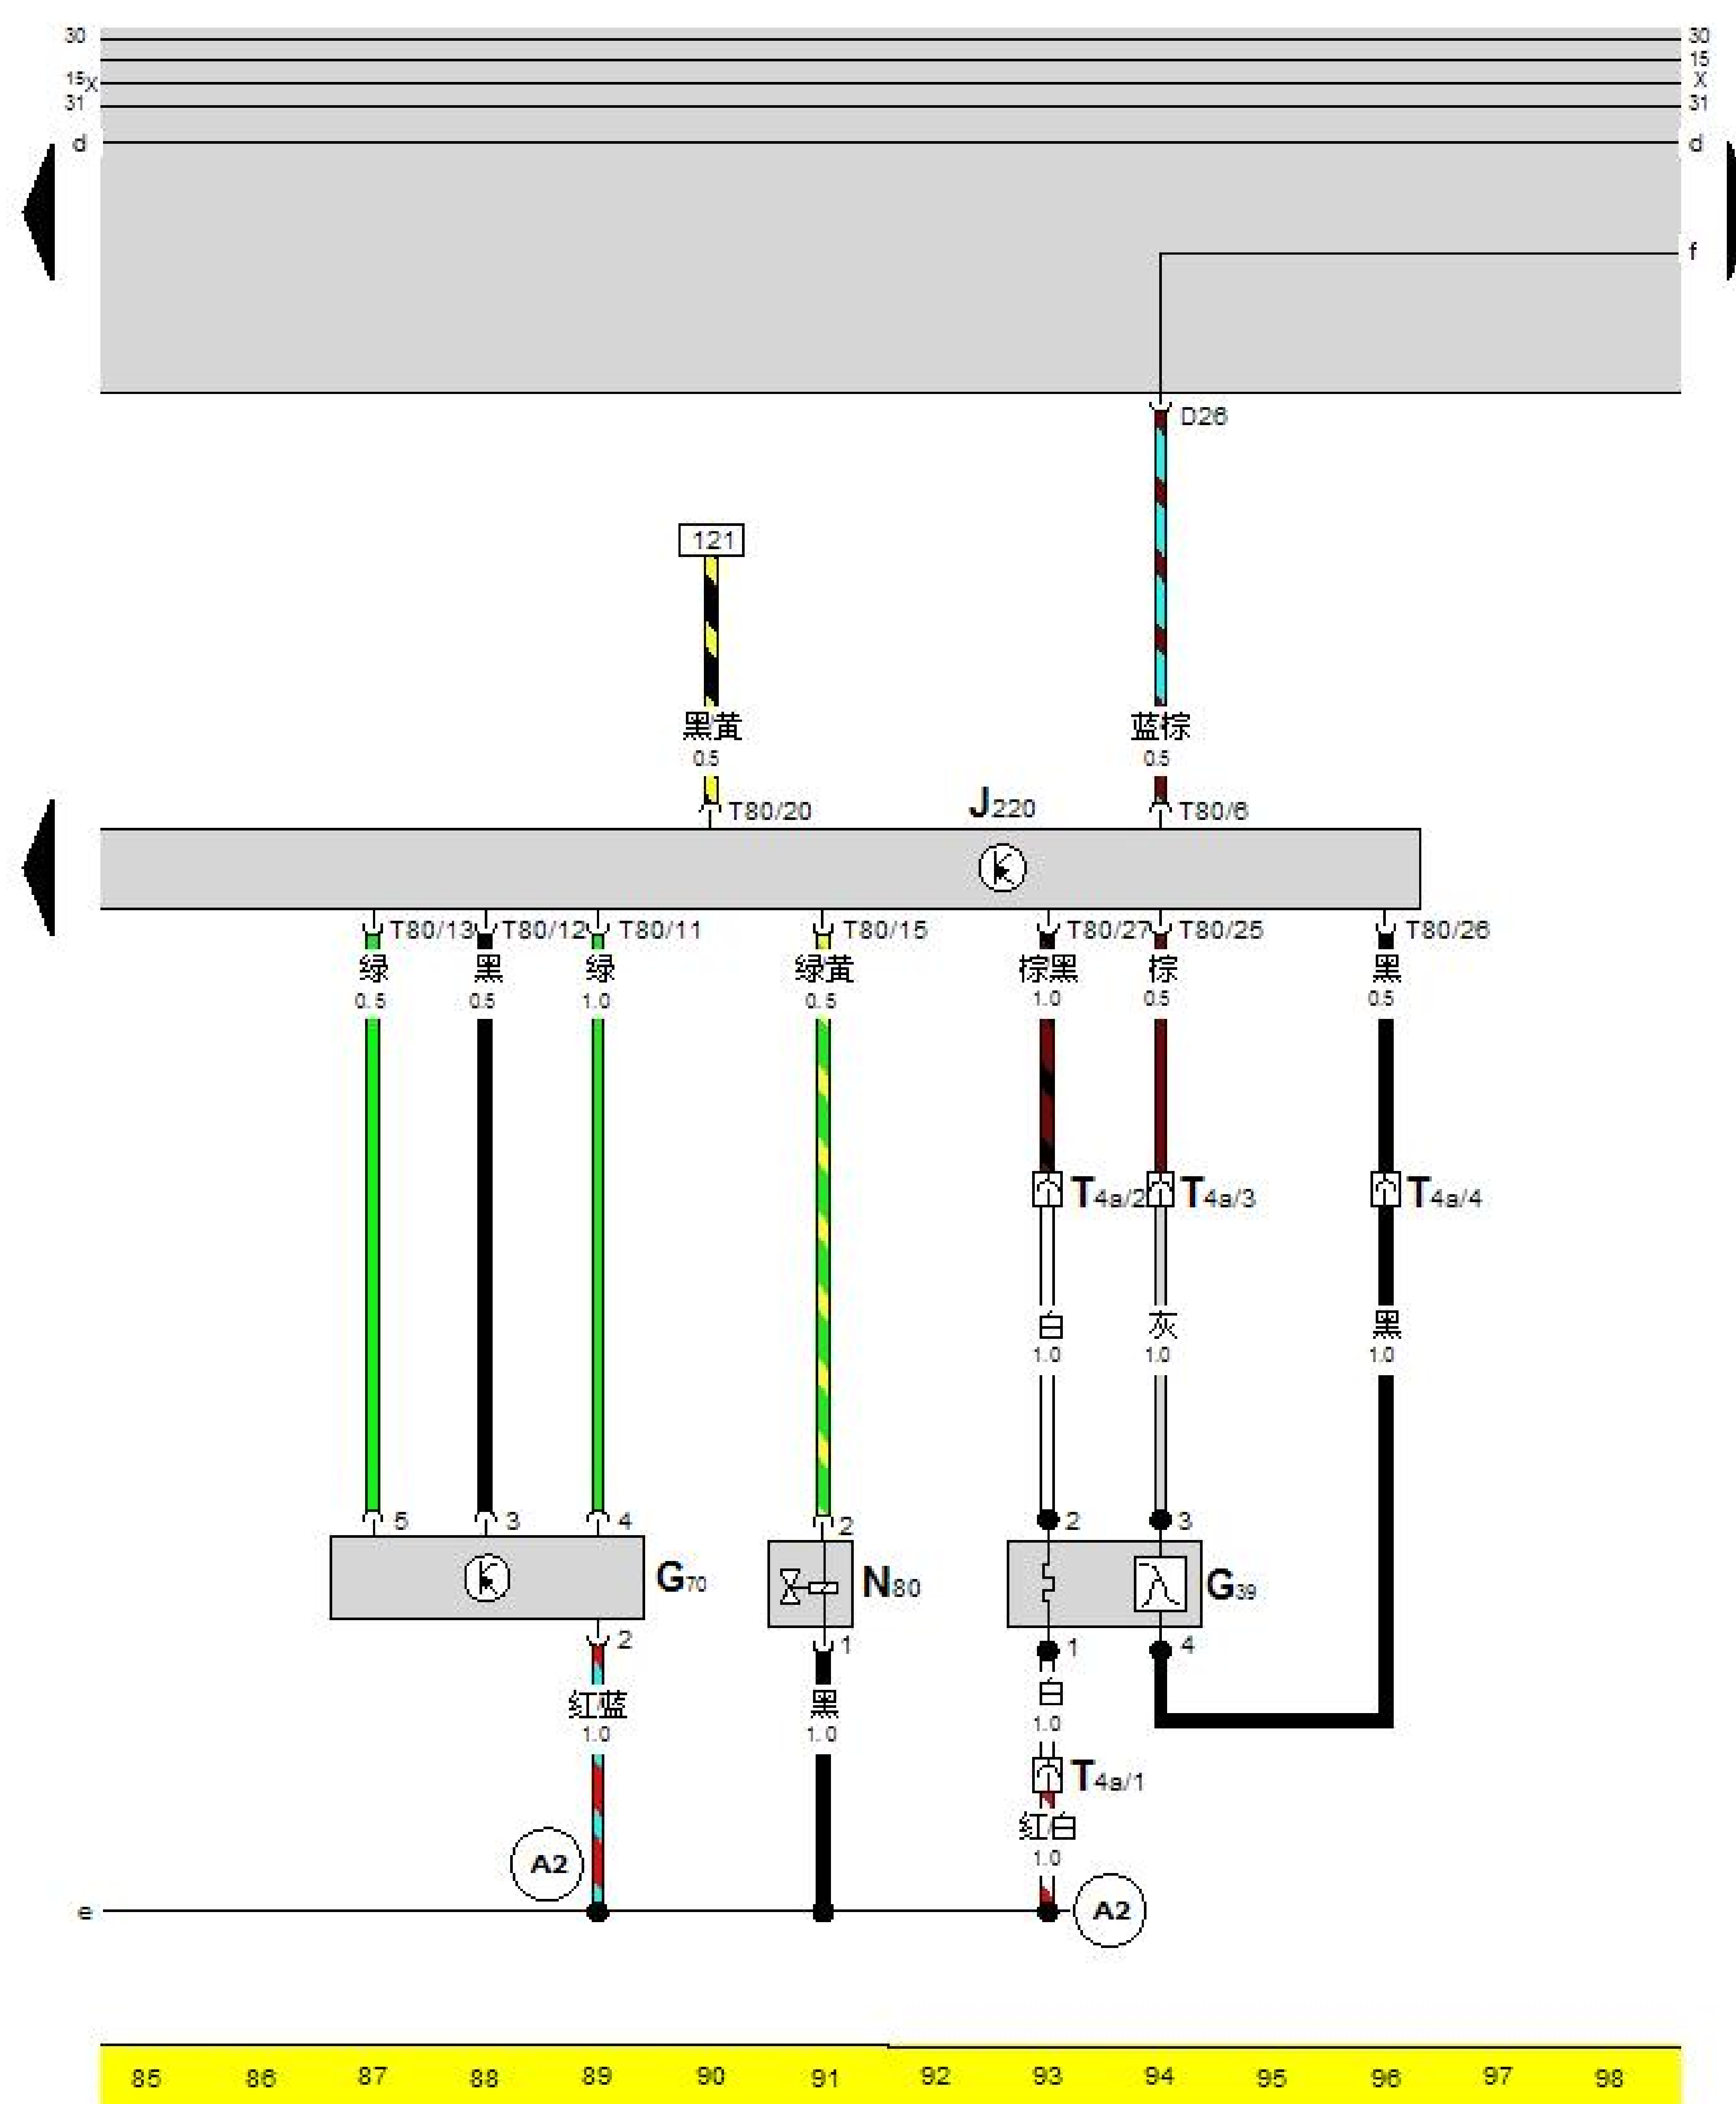 30 30
15 15
X X
31 31
d d
f
D26
121
黑黄 蓝棕
0.5 0.5
T80/20 J220 T80/6
T80/13 T80/12 T80/11 T80/15 T80/27 T80/25 T80/26
绿 黑 绿 绿黄 棕黑 棕 黑
0.5 0.5 1.0 0.5 1.0 0.5 0.5
T4a/2 T4a/3 T4a/4
白 灰 黑
1.0 1.0 1.0
5 3 4 2 2 3
G70 N80 G39
2 1 1 4
红蓝 黑 白
1.0 1.0 1.0
T4a/1
红白
1.0
A2
e A2
85 86 87 88 89 90 91 92 93 94 95 96 97 98